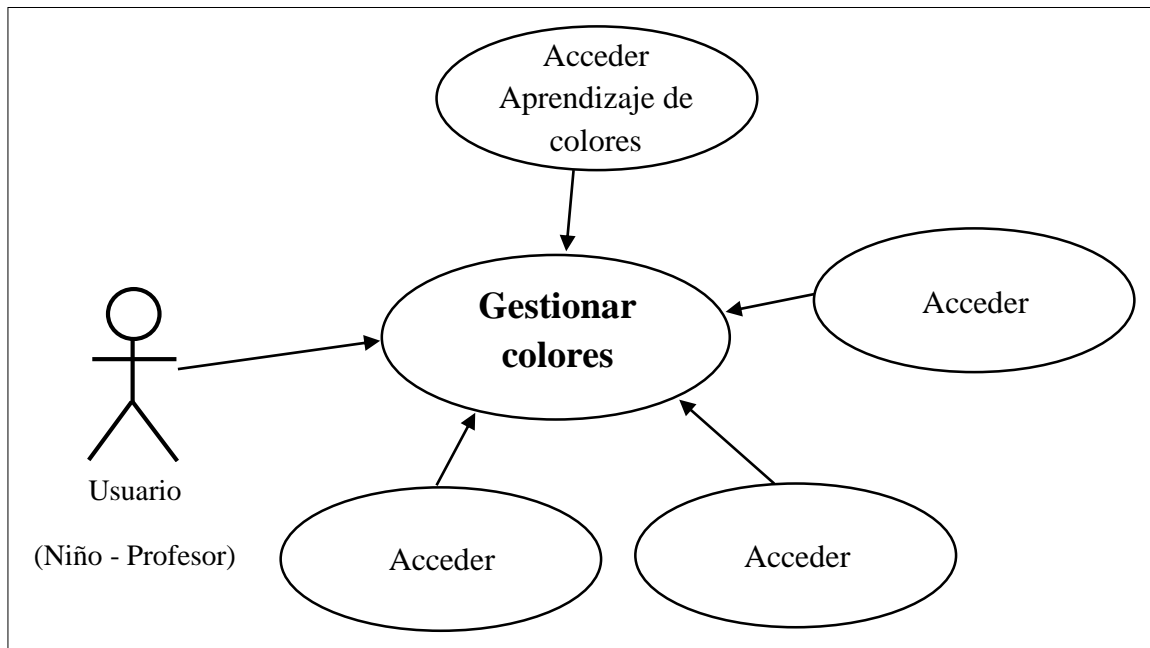 Acceder
Aprendizaje de
colores
Acceder
Gestionar
colores
Usuario
(Niño - Profesor)
Acceder
Acceder